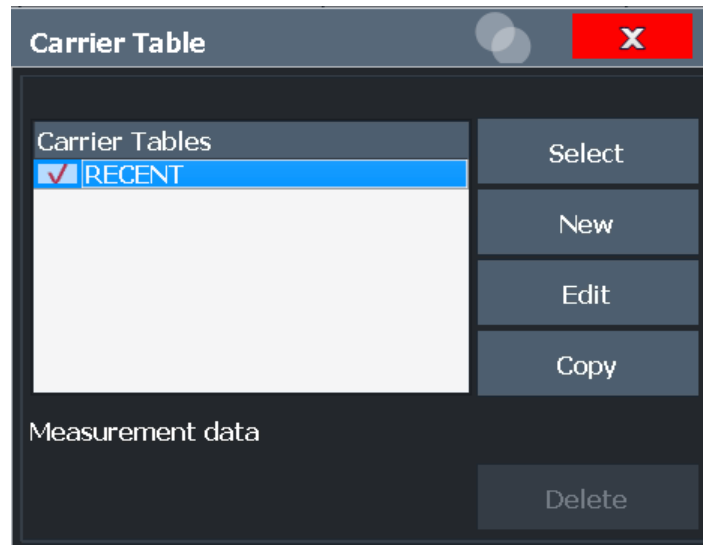 Carrier Table
X
Carrier Tables
RECENT
Select
New
Edit
Copy
Measurement data
Delete